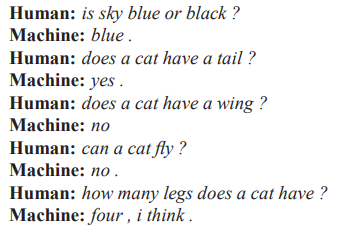 Human: is sky blue or black ?
Machine: blue .
Human: does a cat have a tail ?
Machine: yes .
Human: does a cat have a wing ?
Machine: no
Human: can a cat fly ?
Machine: no .
Human: how many legs does a cat have ?
Machine: four , i think .